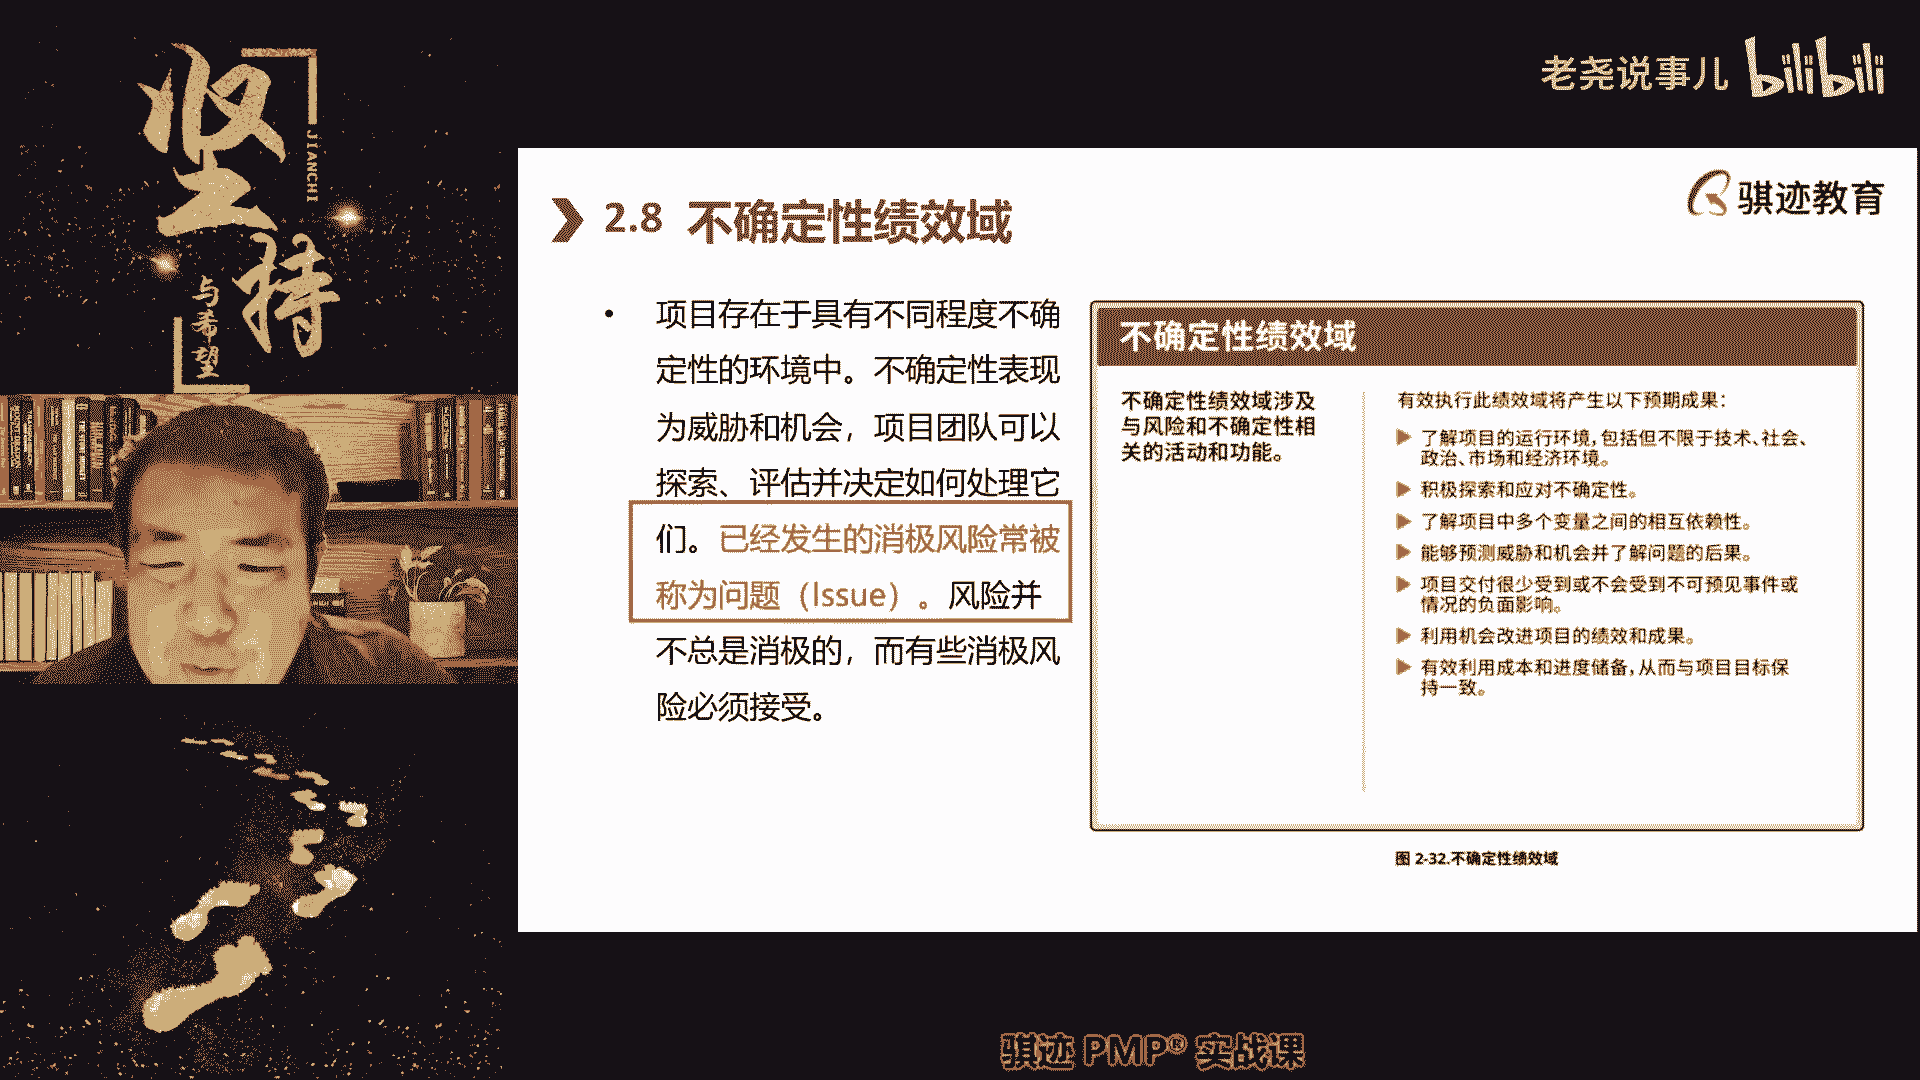 坚持
JIANCHI
与希望
老尧说事儿 bilibili
骐迹教育
2.8 不确定性绩效域
• 项目存在于具有不同程度不确
定性的环境中。不确定性表现
为威胁和机会，项目团队可以
探索、评估并决定如何处理它
们。已经发生的消极风险常被
称为问题（Issue）。风险并
不总是消极的，而有些消极风
险必须接受。
不确定性绩效域
不确定性绩效域涉及
与风险和不确定性相
关的活动和功能。
有效执行此绩效域将产生以下预期成果：
了解项目的运行环境，包括但不限于技术、社会、
政治、市场和经济环境。
积极探索和应对不确定性。
了解项目中多个变量之间的相互依赖性。
能够预测威胁和机会并了解问题的后果。
项目交付很少受到或不会受到不可预见事件或
情况的负面影响。
利用机会改进项目的绩效和成果。
有效利用成本和进度储备，从而与项目目标保
持一致。
图 2-32.不确定性绩效域
骐迹 PMP® 实战课